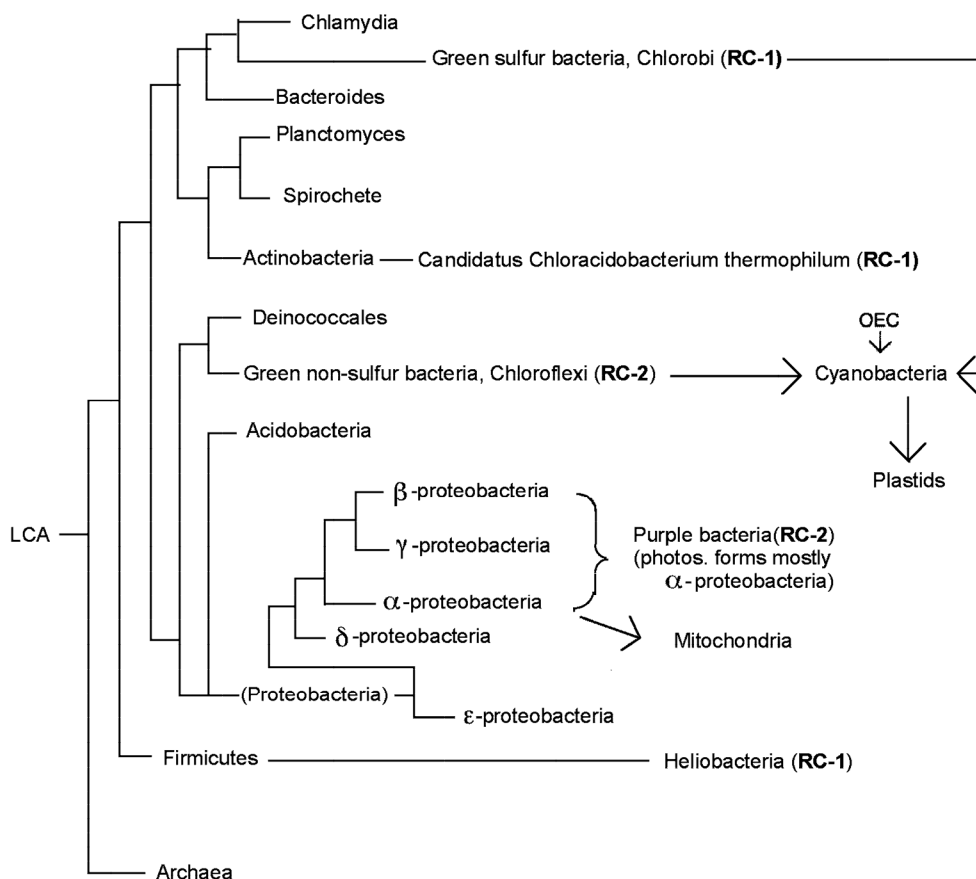 Chlamydia
Green sulfur bacteria, Chlorobi (RC-1)
Bacteroides
Planctomyces
Spirochete
Actinobacteria
Candidatus Chloracidobacterium thermophilum (RC-1)
Deinococcales
OEC
Green non-sulfur bacteria, Chloroflexi (RC-2)
Cyanobacteria
Acidobacteria
Plastids
β-proteobacteria
LCA
Purple bacteria(RC-2)
(photos. forms mostly
α-proteobacteria)
γ-proteobacteria
α-proteobacteria
δ-proteobacteria
Mitochondria
(Proteobacteria)
ε-proteobacteria
Firmicutes
Heliobacteria (RC-1)
Archaea